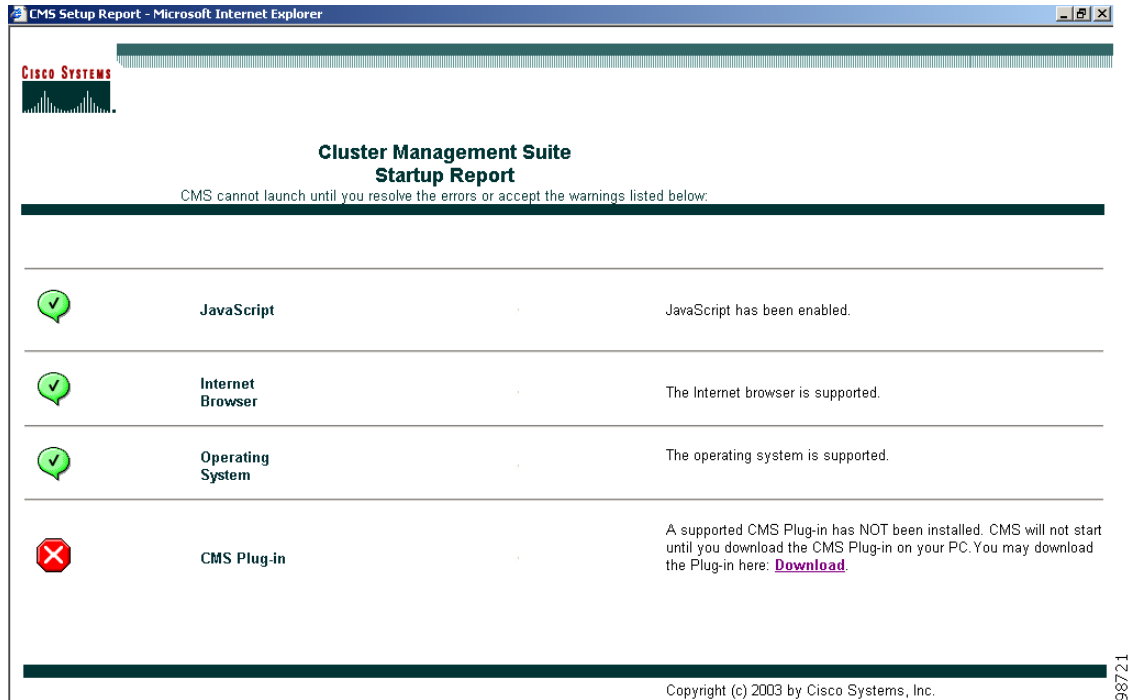 CMS Setup Report - Microsoft Internet Explorer
CISCO SYSTEMS
Cluster Management Suite
Startup Report
CMS cannot launch until you resolve the errors or accept the warnings listed below:
JavaScript
JavaScript has been enabled.
Internet
Browser
The Internet browser is supported.
Operating
System
The operating system is supported.
CMS Plug-in
A supported CMS Plug-in has NOT been installed. CMS will not start
until you download the CMS Plug-in on your PC.You may download
the Plug-in here: Download.
Copyright (c) 2003 by Cisco Systems, Inc.
98721